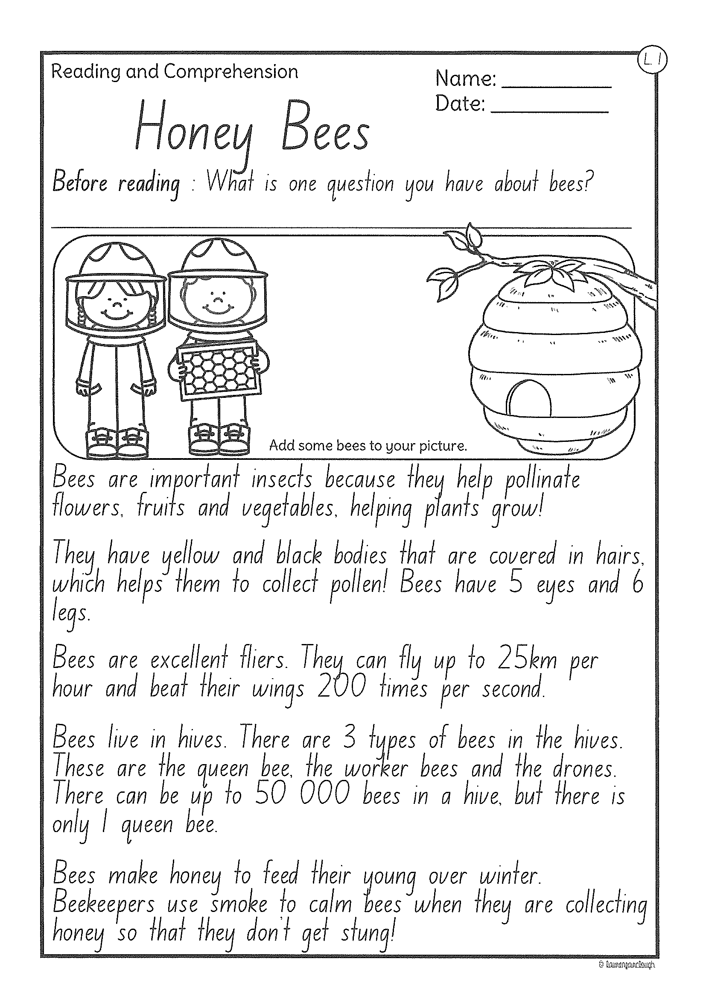 L. 1
Reading and Comprehension
Name:
Date:
Honey Bees
Before reading : What is one question you have about bees?
Add some bees to your picture.
Bees are important insects because they help pollinate
flowers, fruits and vegetables, helping plants grow!
They have yellow and black bodies that are covered in hairs,
which helps them to collect pollen! Bees have 5 eyes and 6
legs.
Bees are excellent fliers. They can fly up to 25km per
hour and beat their wings 200 times per second.
Bees live in hives. There are 3 types of bees in the hives.
These are the queen bee, the worker bees and the drones.
There can be up to 50 000 bees in a hive, but there is
only 1 queen bee.
Bees make honey to feed their young over winter.
Beekeepers use smoke to calm bees when they are collecting
honey so that they don't get stung!
© laurenfairclough